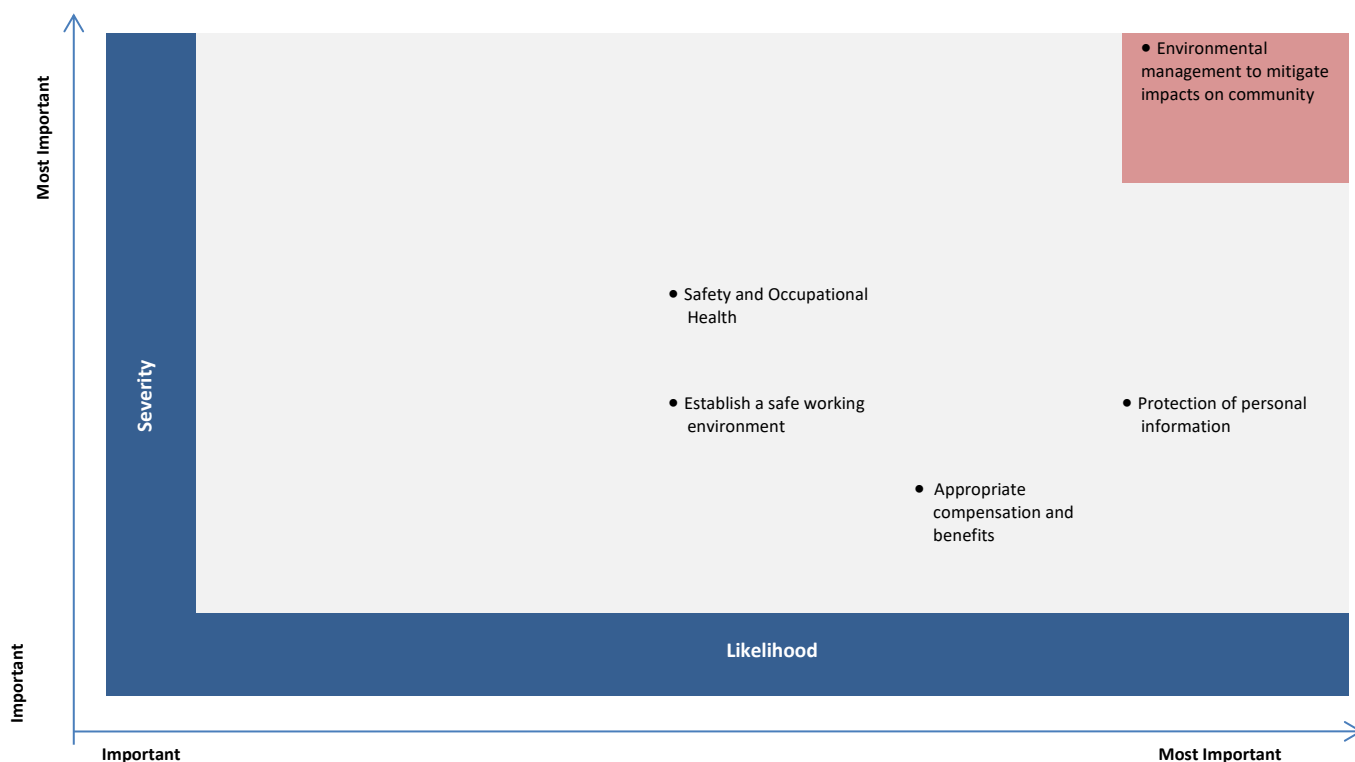 Most Important
● Environmental
management to mitigate
impacts on community
● Safety and Occupational
Health
Severity
● Establish a safe working
environment
● Protection of personal
information
● Appropriate
compensation and
benefits
Likelihood
Important
Important
Most Important